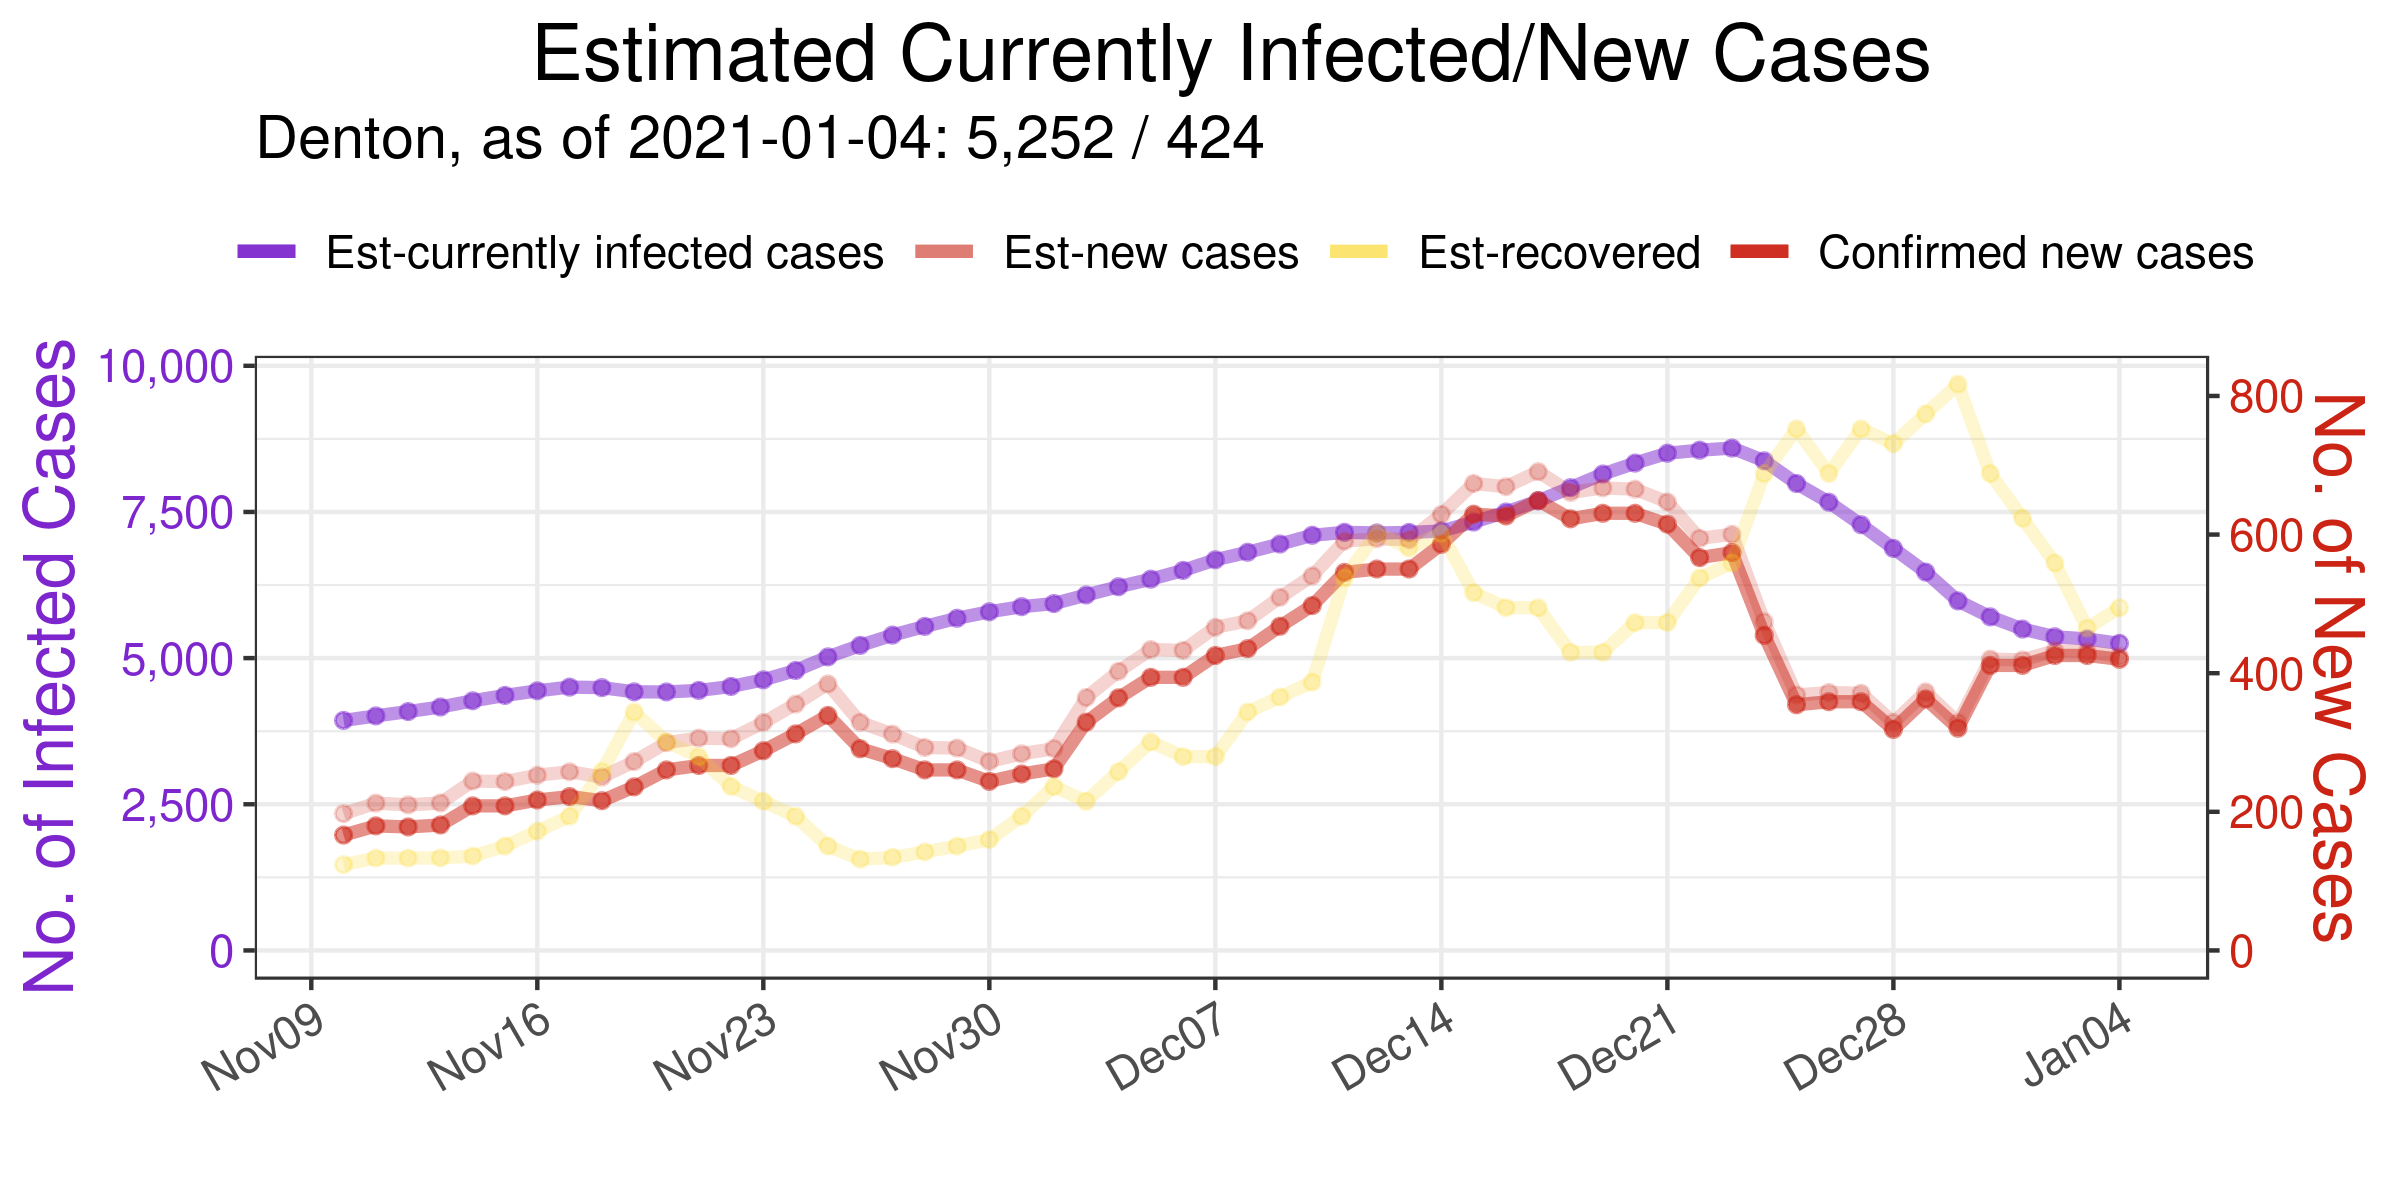 Estimated Currently Infected/New Cases
Denton, as of 2021-01-04: 5,252 / 424
Est-currently infected cases Est-new cases Est-recovered Confirmed new cases
No. of Infected Cases
10,000
7,500
5,000
2,500
0
800
600
400
200
0
No. of New Cases
Nov09 Nov16 Nov23 Nov30 Dec07 Dec14 Dec21 Dec28 Jan04